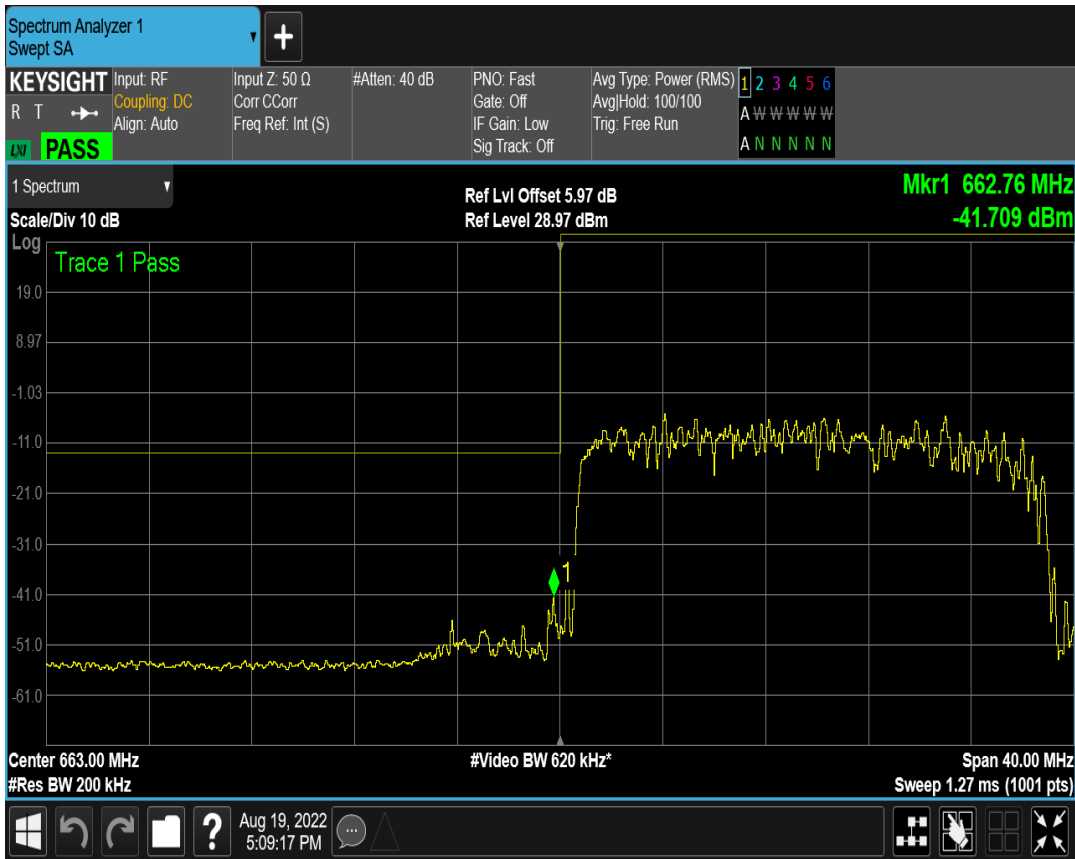 Spectrum Analyzer 1
Swept SA
+
KEYSIGHT
R T
LXI PASS
Input: RF
Coupling: DC
Align: Auto
Input Z: 50 Ω
Corr CCorr
Freq Ref: Int (S)
#Atten: 40 dB
PNO: Fast
Gate: Off
IF Gain: Low
Sig Track: Off
Avg Type: Power (RMS)
Avg|Hold: 100/100
Trig: Free Run
1 2 3 4 5 6
A W W W W W
A N N N N N
1 Spectrum
Scale/Div 10 dB
Ref Lvl Offset 5.97 dB
Ref Level 28.97 dBm
Mkr1 662.76 MHz
-41.709 dBm
Log
Trace 1 Pass
19.0
8.97
-1.03
-11.0
-21.0
-31.0
1
-41.0
-51.0
-61.0
Center 663.00 MHz
#Res BW 200 kHz
#Video BW 620 kHz*
Span 40.00 MHz
Sweep 1.27 ms (1001 pts)
?
Aug 19, 2022
5:09:17 PM